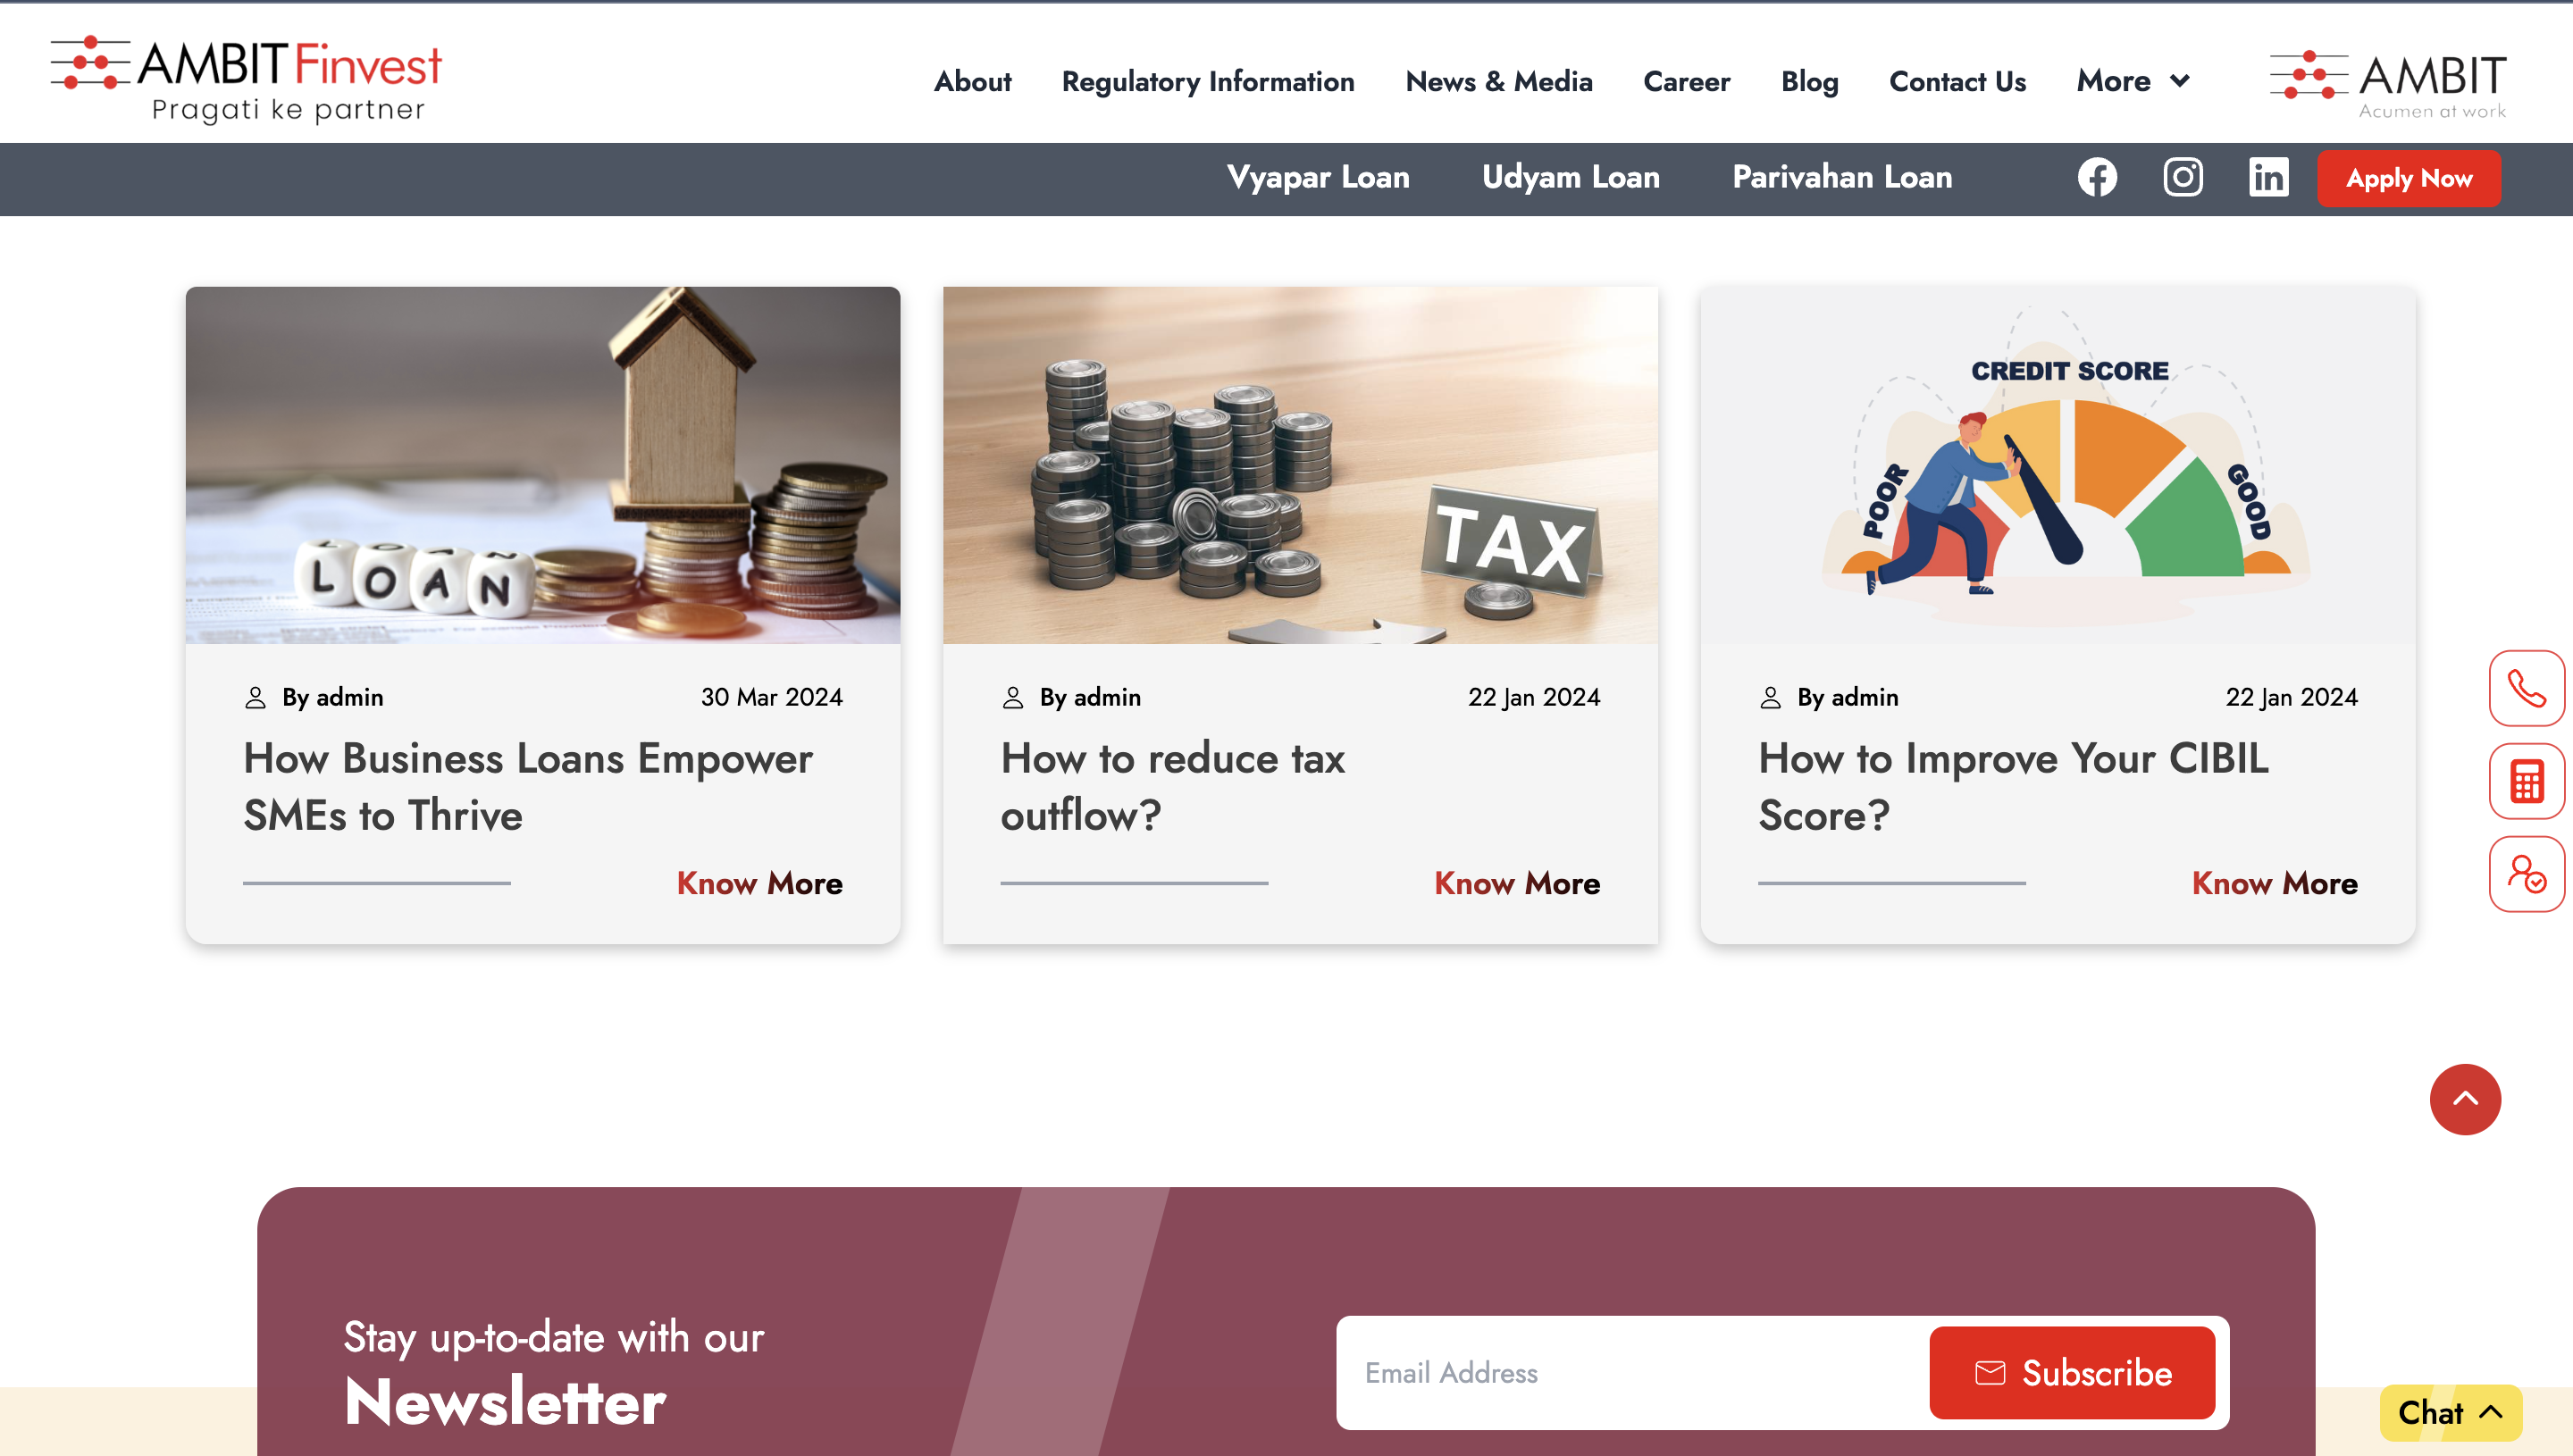 AMBIT Finvest
Pragati ke partner
About Regulatory Information News & Media Career Blog Contact Us More
AMBIT
Acumen at work
Vyapar Loan Udyam Loan Parivahan Loan
Apply Now
LOAN
TAX
CREDIT SCORE
POOR
GOOD
By admin 30 Mar 2024
How Business Loans Empower
SMEs to Thrive
Know More
By admin 22 Jan 2024
How to reduce tax
outflow?
Know More
By admin 22 Jan 2024
How to Improve Your CIBIL
Score?
Know More
Stay up-to-date with our
Newsletter
Email Address
Subscribe
Chat